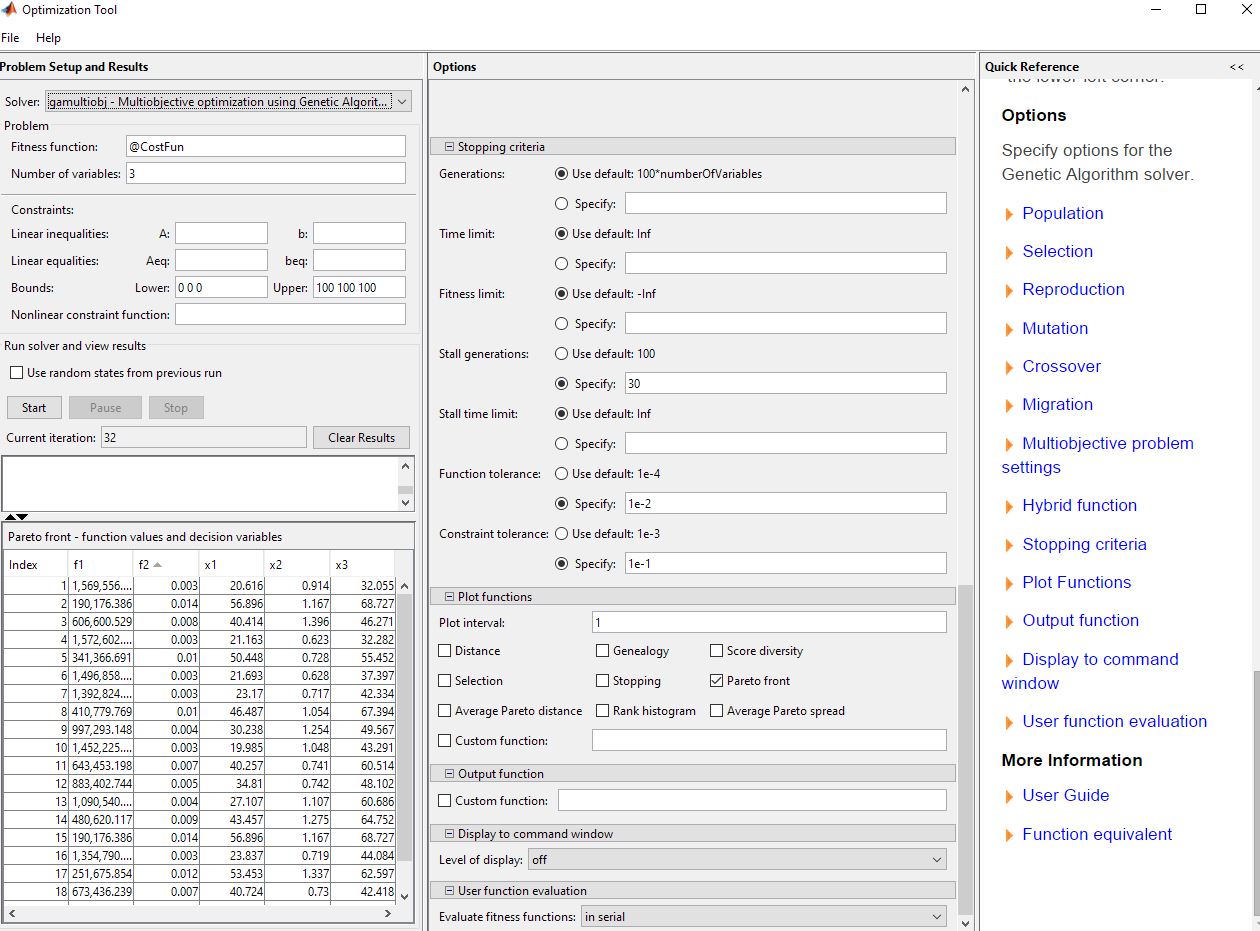 Optimization Tool
File Help
Problem Setup and Results
Solver: gamultiobj - Multiobjective optimization using Genetic Algorit...
Problem
Fitness function: @CostFun
Number of variables: 3
Constraints:
Linear inequalities: A: b:
Linear equalities: Aeq: beq:
Bounds: Lower: 0 0 0 Upper: 100 100 100
Nonlinear constraint function:
Run solver and view results
Use random states from previous run
Start Pause Stop
Current iteration: 32 Clear Results
Pareto front - function values and decision variables
Index f1 f2 x1 x2 x3
1 1,569,556.... 0.003 20.616 0.914 32.055
2 190,176.386 0.014 56.896 1.167 68.727
3 606,600.529 0.008 40.414 1.396 46.271
4 1,572,602.... 0.003 21.163 0.623 32.282
5 341,366.691 0.01 50.448 0.728 55.452
6 1,496,858.... 0.003 21.693 0.628 37.397
7 1,392,824.... 0.003 23.17 0.717 42.334
8 410,779.769 0.01 46.487 1.054 67.394
9 997,293.148 0.004 30.238 1.254 49.567
10 1,452,225.... 0.003 19.985 1.048 43.291
11 643,453.198 0.007 40.257 0.741 60.514
12 883,402.744 0.005 34.81 0.742 48.102
13 1,090,540.... 0.004 27.107 1.107 60.686
14 480,620.117 0.009 43.457 1.275 64.752
15 190,176.386 0.014 56.896 1.167 68.727
16 1,354,790.... 0.003 23.837 0.719 44.084
17 251,675.854 0.012 53.453 1.337 62.597
18 673,436.239 0.007 40.724 0.73 42.418
Options
Stopping criteria
Generations: Use default: 100*numberOfVariables
Specify:
Time limit: Use default: Inf
Specify:
Fitness limit: Use default: -Inf
Specify:
Stall generations: Use default: 100
Specify: 30
Stall time limit: Use default: Inf
Specify:
Function tolerance: Use default: 1e-4
Specify: 1e-2
Constraint tolerance: Use default: 1e-3
Specify: 1e-1
Plot functions
Plot interval: 1
Distance Genealogy Score diversity
Selection Stopping Pareto front
Average Pareto distance Rank histogram Average Pareto spread
Custom function:
Output function
Custom function:
Display to command window
Level of display: off
User function evaluation
Evaluate fitness functions: in serial
Quick Reference <<
the lower-left corner.
Options
Specify options for the
Genetic Algorithm solver.
Population
Selection
Reproduction
Mutation
Crossover
Migration
Multiobjective problem
settings
Hybrid function
Stopping criteria
Plot Functions
Output function
Display to command
window
User function evaluation
More Information
User Guide
Function equivalent